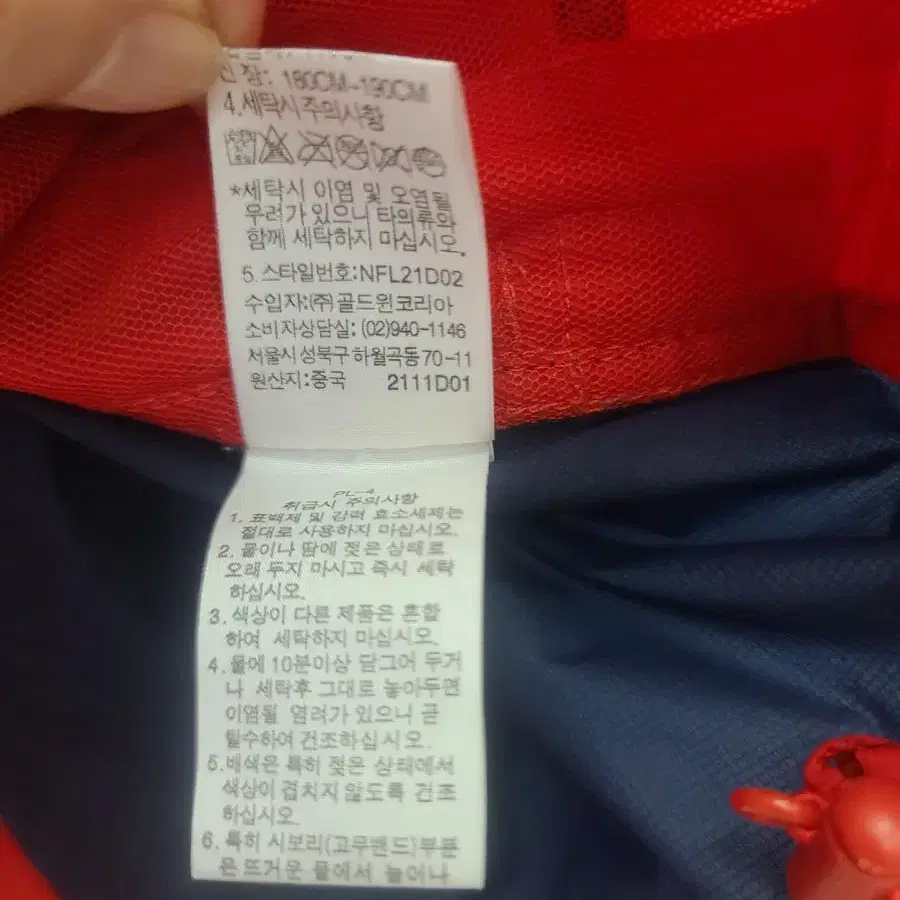 신 장: 180CM~190CM
4.세탁시주의사항
*세탁시 이염 및 오염될
우려가 있으니 타의류와
함께 세탁하지 마십시오.
5.스타일번호:NFL21D02
수입자:(주)골드윈코리아
소비자상담실:(02)940-1146
서울시성북구하월곡동70-11
원산지:중국 2111D01
취급시 주의사항
1. 표백제 및 강력 효소세제는
절대로 사용하지 마십시오.
2. 물이나 땀에 젖은 상태로
오래 두지 마시고 즉시 세탁
하십시오.
3. 색상이 다른 제품은 혼합
하여 세탁하지 마십시오.
4. 물에 10분이상 담그어 두거
나 세탁후 그대로 놓아두면
이염될 염려가 있으니 곧
탈수하여 건조하십시오.
5. 배색은 특히 젖은 상태에서
색상이 겹치지 않도록 건조
하십시오.
6. 특히 시보리(고무밴드)부분
은 뜨거운 물에서 늘이나